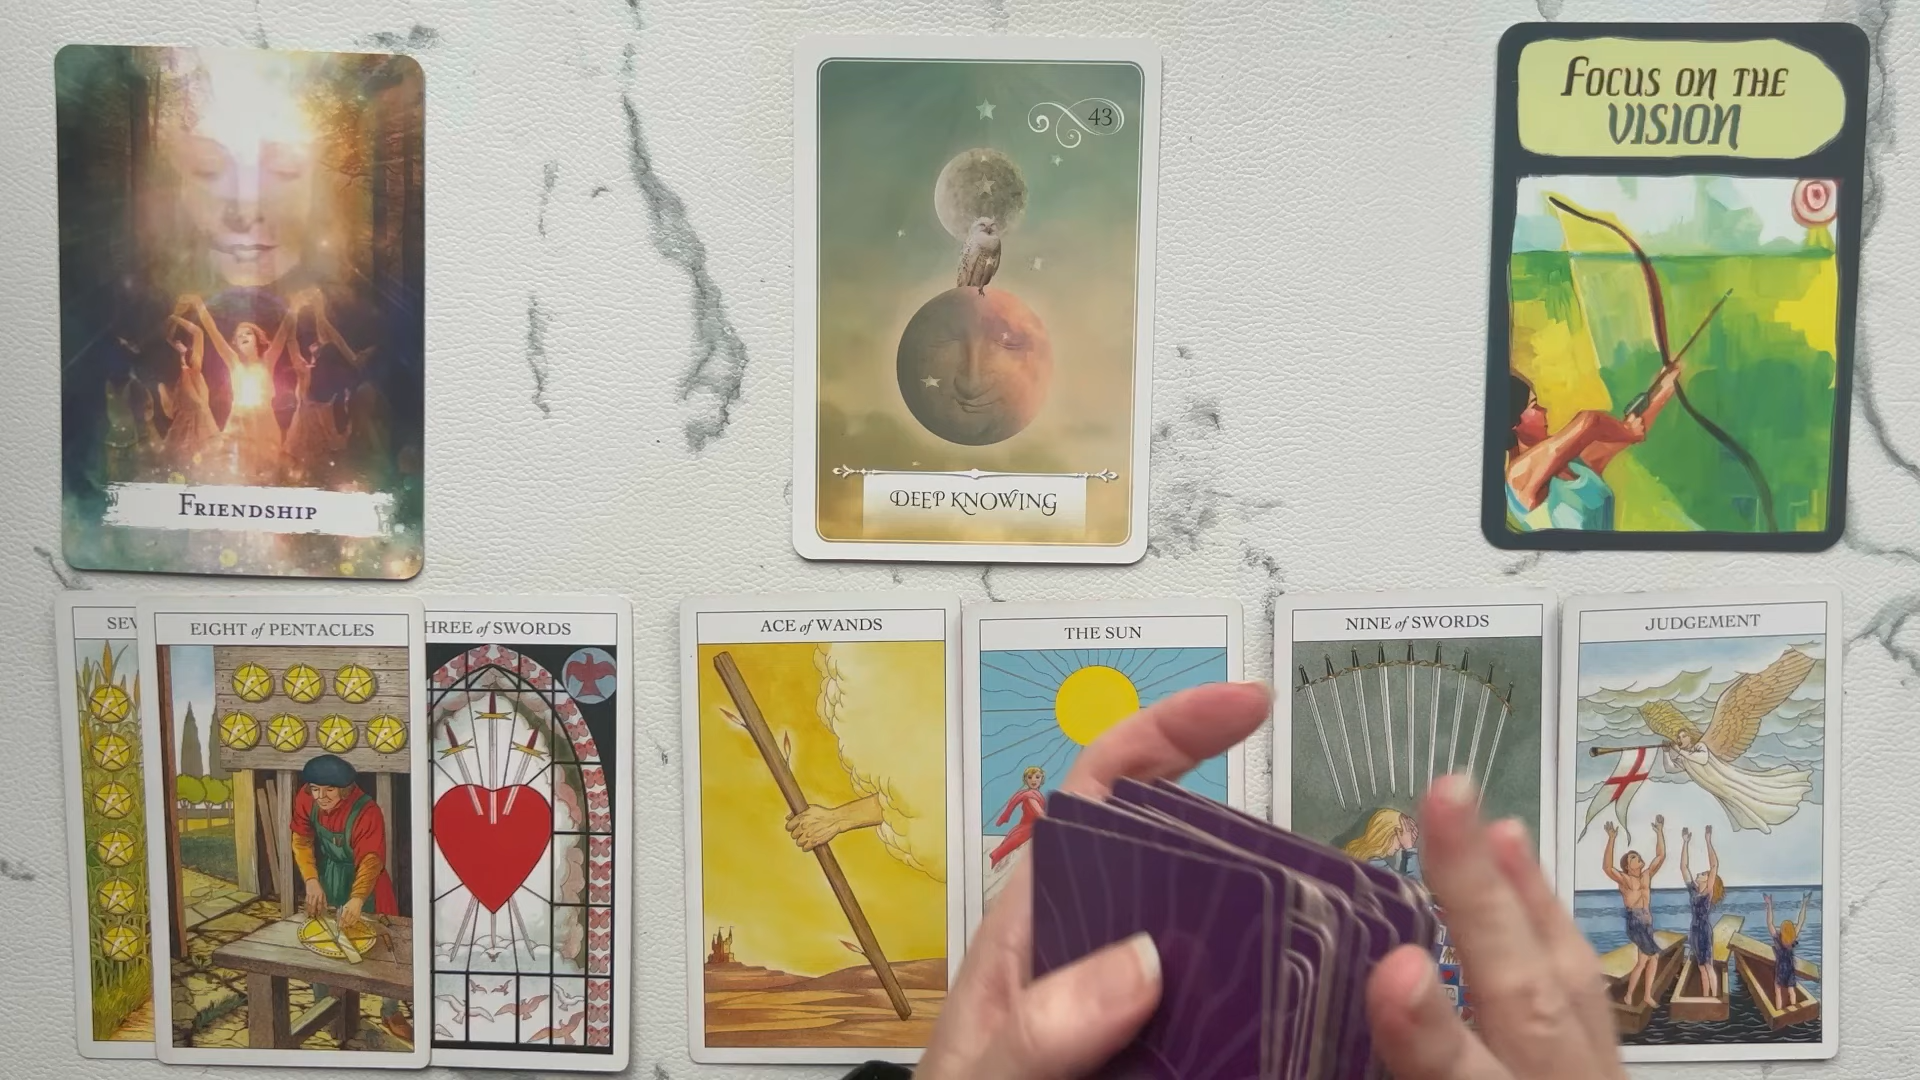 FRIENDSHIP
43
DEEP KNOWING
FOCUS ON THE
VISION
SEV
EIGHT of PENTACLES
HREE of SWORDS
ACE of WANDS
THE SUN
NINE of SWORDS
JUDGEMENT